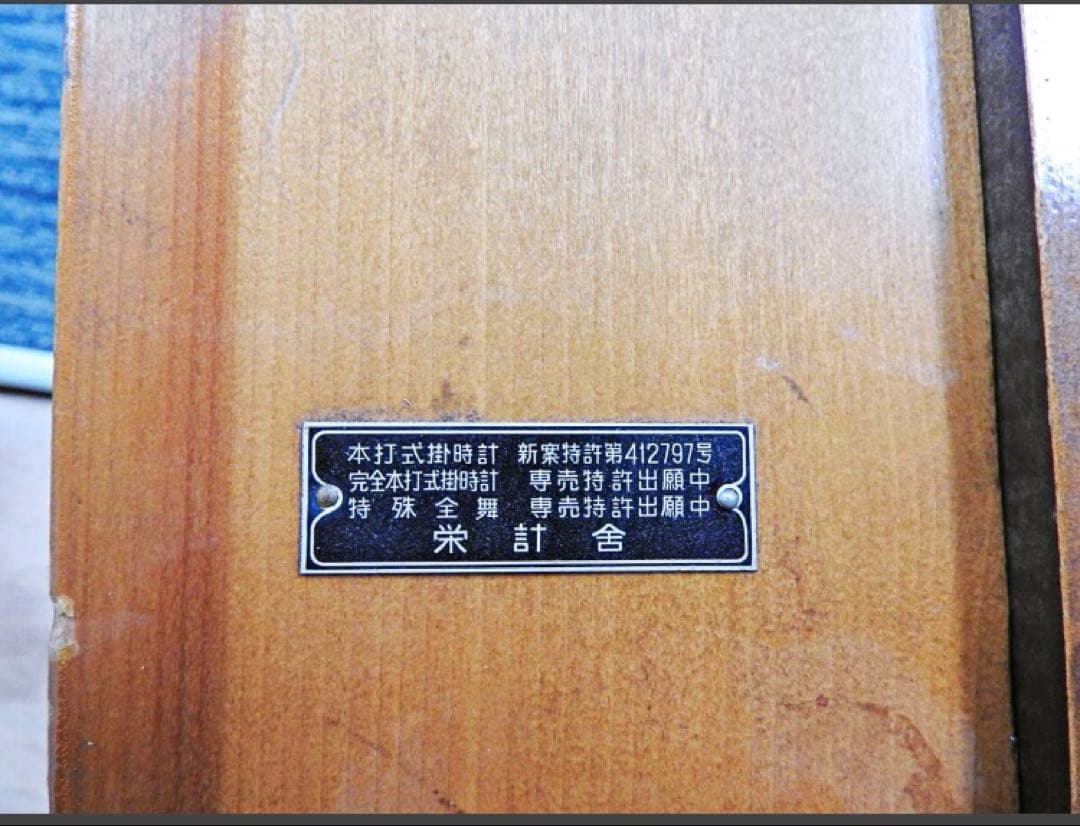 本打式掛時計 新案特許第412797号
完全本打式掛時計 専売特許出願中
特殊全舞 専売特許出願中
栄計舎